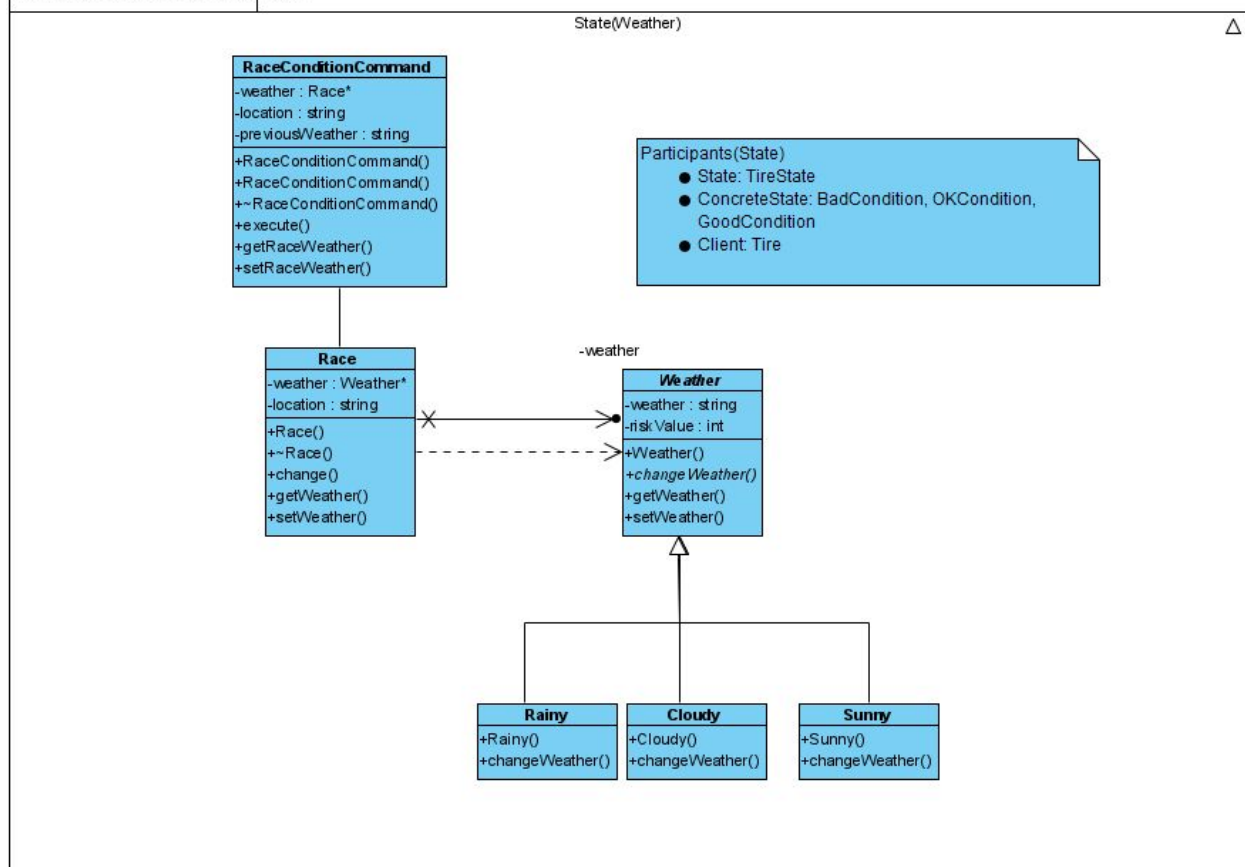 State(Weather)
RaceConditionCommand
-weather : Race*
-location : string
-previousWeather : string
+RaceConditionCommand()
+RaceConditionCommand()
+~RaceConditionCommand()
+execute()
+getRaceWeather()
+setRaceWeather()
Participants(State)
● State: TireState
● ConcreteState: BadCondition, OKCondition,
GoodCondition
● Client: Tire
Race
-weather : Weather*
-location : string
+Race()
+~Race()
+change()
+getWeather()
+setWeather()
-weather
Weather
-weather : string
-riskValue : int
+Weather()
+changeWeather()
+getWeather()
+setWeather()
Rainy
+Rainy()
+changeWeather()
Cloudy
+Cloudy()
+changeWeather()
Sunny
+Sunny()
+changeWeather()